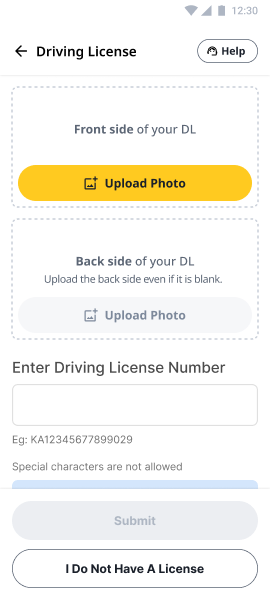 12:30
Driving License
Help
Front side of your DL
Upload Photo
Back side of your DL
Upload the back side even if it is blank.
Upload Photo
Enter Driving License Number
Eg: KA12345677899029
Special characters are not allowed
Submit
I Do Not Have A License